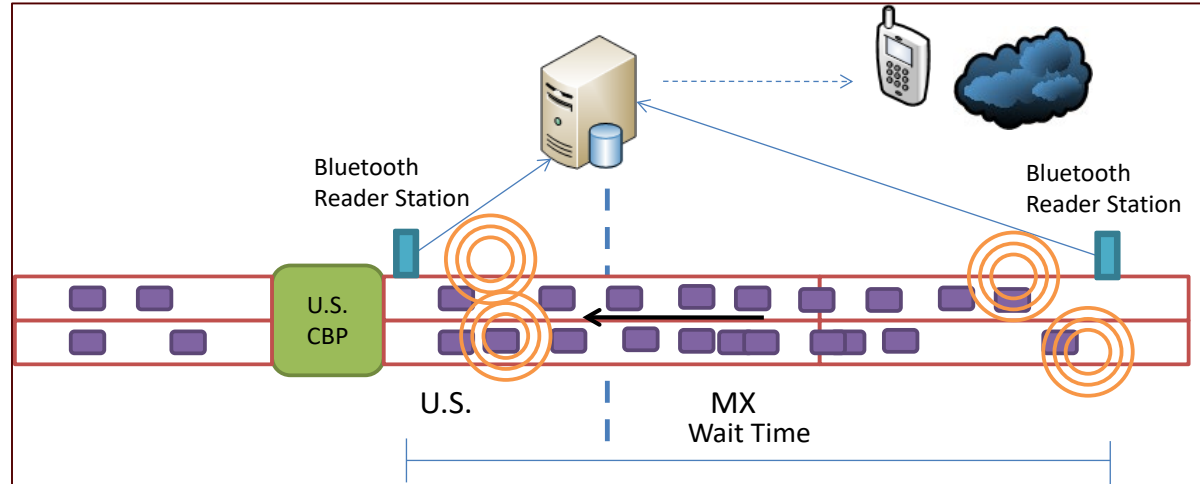 Bluetooth
Reader Station
Bluetooth
Reader Station
U.S.
CBP
U.S.
MX
Wait Time